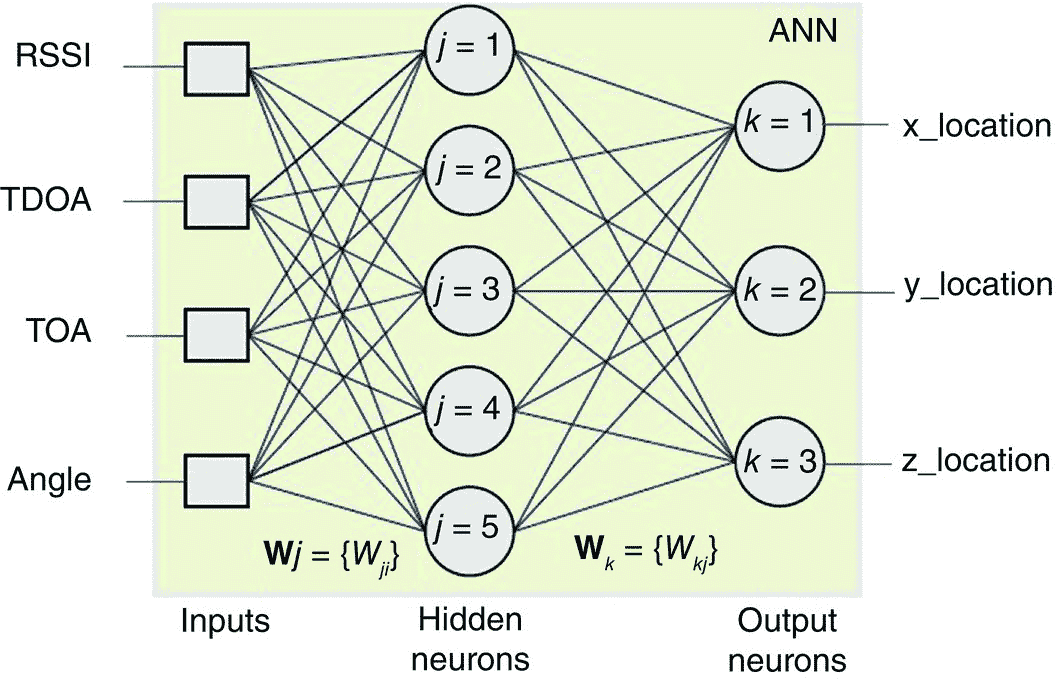 ANN
RSSI
TDOA
TOA
Angle
j = 1
j = 2
j = 3
j = 4
j = 5
k = 1
k = 2
k = 3
x_location
y_location
z_location
Wj = {Wji}
Wk = {Wkj}
Inputs
Hidden
neurons
Output
neurons